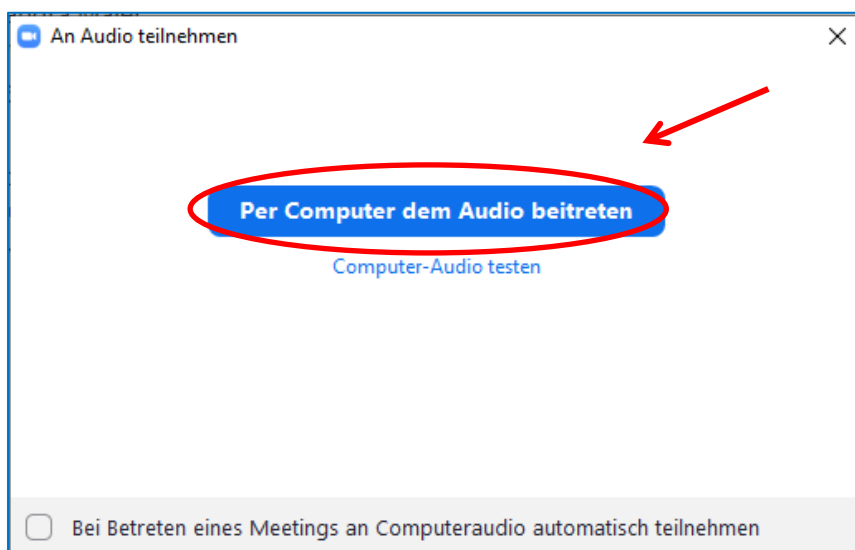 An Audio teilnehmen
Per Computer dem Audio beitreten
Computer-Audio testen
Bei Betreten eines Meetings an Computeraudio automatisch teilnehmen